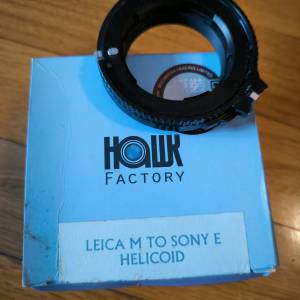 HAWK
FACTORY
LEICA M TO SONY E
HELICOID